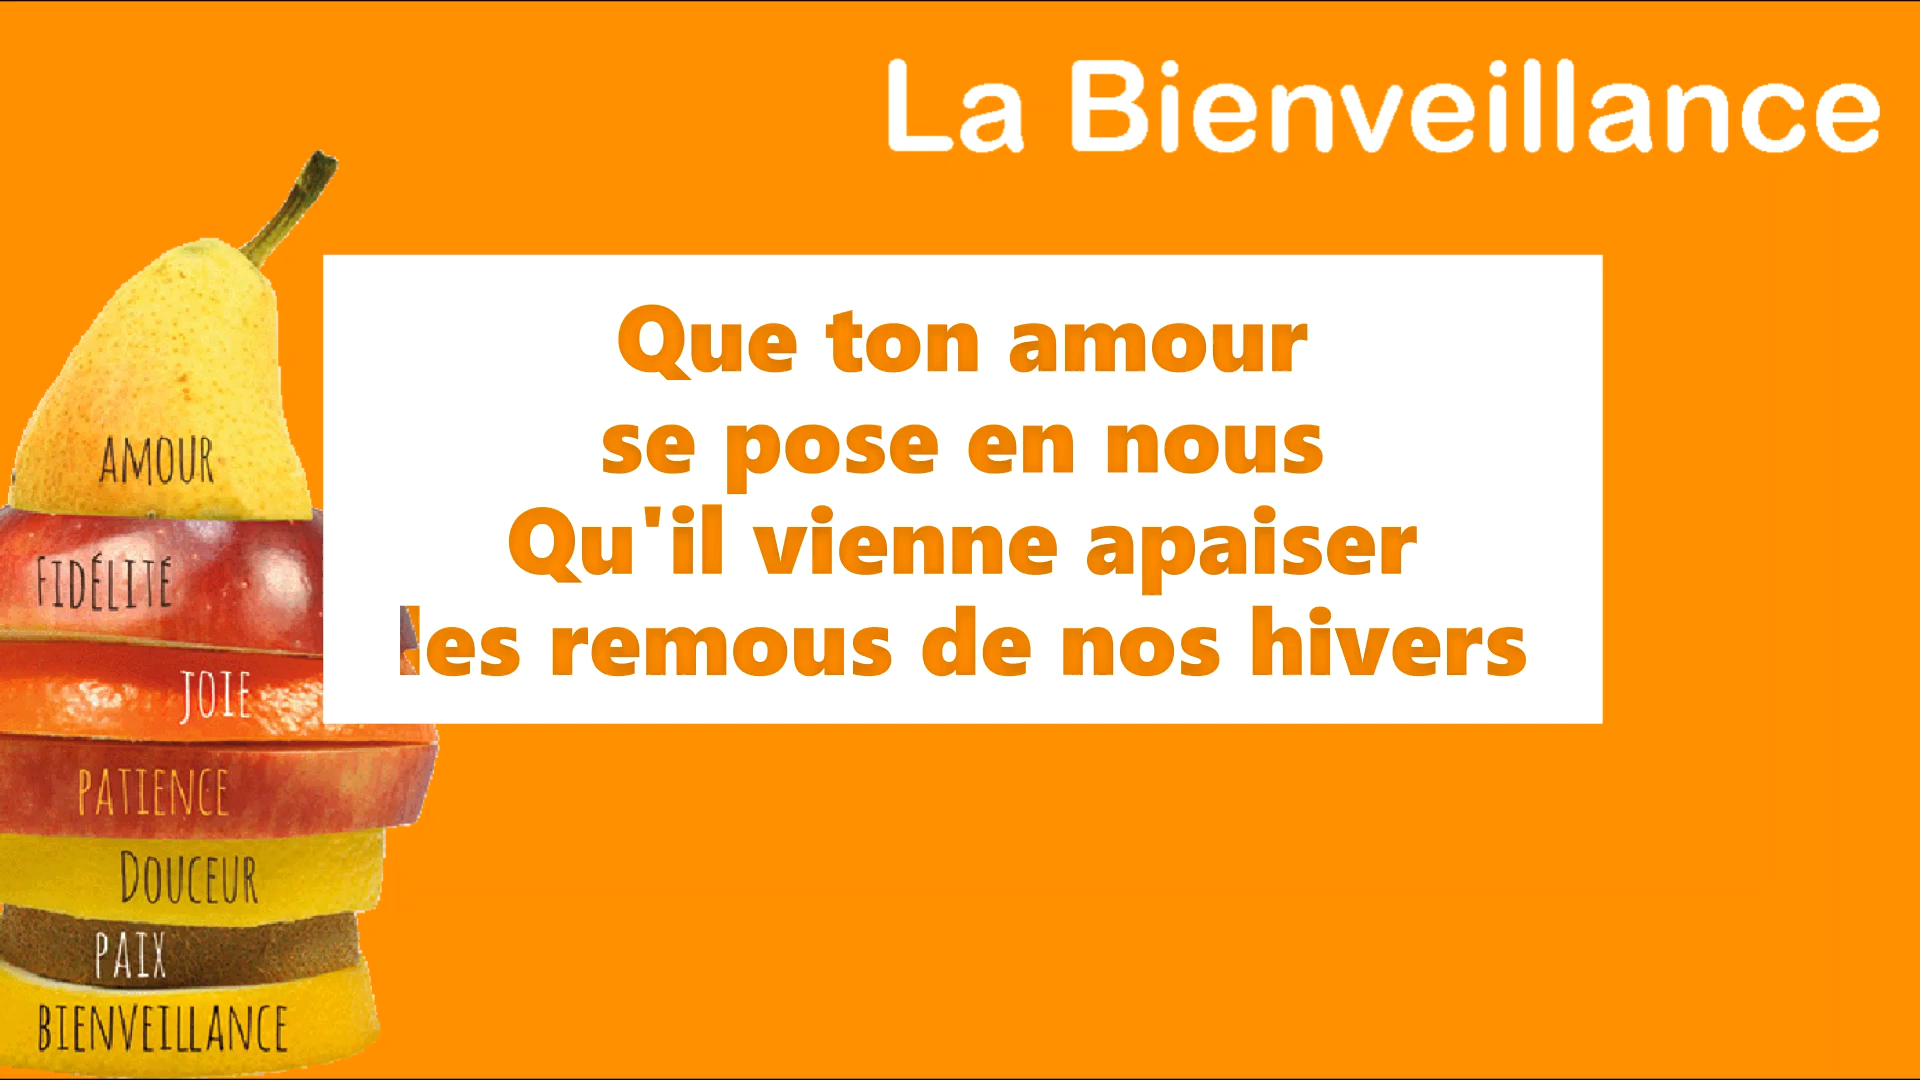 La Bienveillance
Que ton amour
se pose en nous
Qu'il vienne apaiser
les remous de nos hivers
AMOUR
FIDÉLITÉ
JOIE
PATIENCE
DOUCEUR
PAIX
BIENVEILLANCE